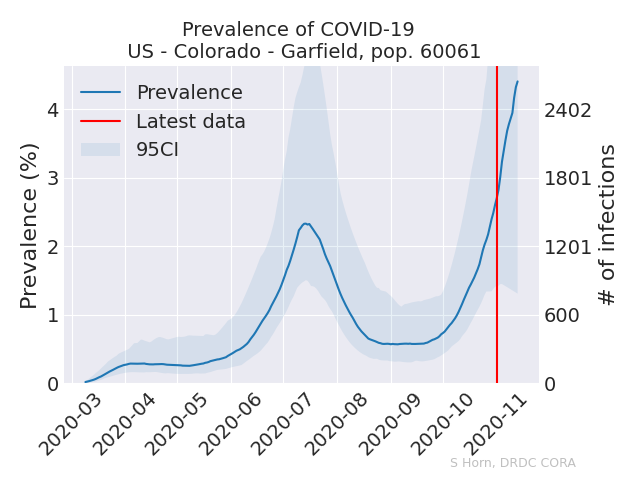 Prevalence of COVID-19
US - Colorado - Garfield, pop. 60061
Prevalence
Latest data
95CI
Prevalence (%)
4
3
2
1
0
2402
1801
1201
600
0
# of infections
2020-03
2020-04
2020-05
2020-06
2020-07
2020-08
2020-09
2020-10
2020-11
S Horn, DRDC CORA